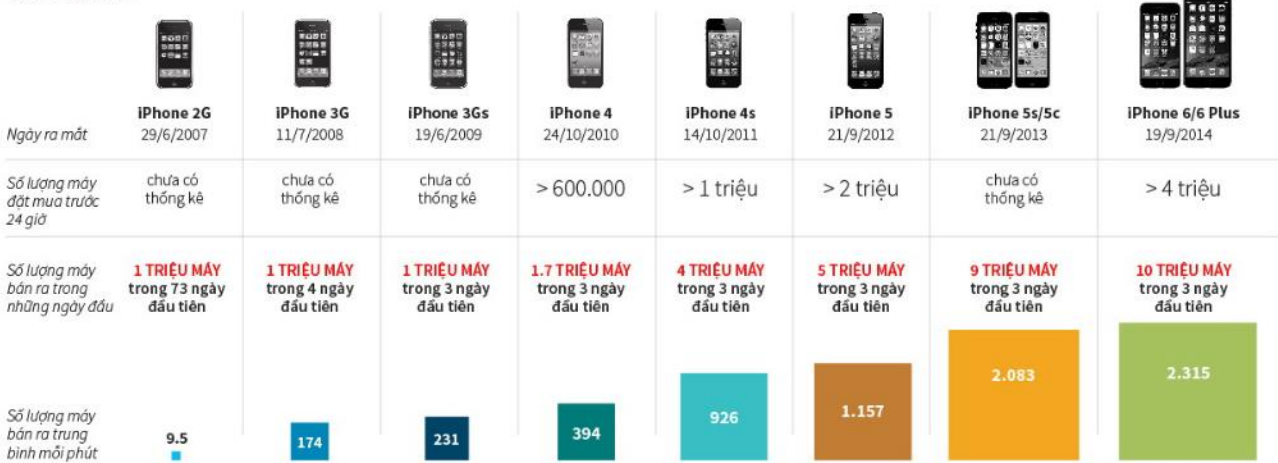 iPhone 2G
iPhone 3G
iPhone 3Gs
iPhone 4
iPhone 4s
iPhone 5
iPhone 5s/5c
iPhone 6/6 Plus
Ngày ra mắt
29/6/2007
11/7/2008
19/6/2009
24/10/2010
14/10/2011
21/9/2012
21/9/2013
19/9/2014
Số lượng máy
đặt mua trước
24 giờ
chưa có
thống kê
chưa có
thống kê
chưa có
thống kê
> 600.000
> 1 triệu
> 2 triệu
chưa có
thống kê
> 4 triệu
Số lượng máy
bán ra trong
những ngày đầu
1 TRIỆU MÁY
trong 73 ngày
đầu tiên
1 TRIỆU MÁY
trong 4 ngày
đầu tiên
1 TRIỆU MÁY
trong 3 ngày
đầu tiên
1.7 TRIỆU MÁY
trong 3 ngày
đầu tiên
4 TRIỆU MÁY
trong 3 ngày
đầu tiên
5 TRIỆU MÁY
trong 3 ngày
đầu tiên
9 TRIỆU MÁY
trong 3 ngày
đầu tiên
10 TRIỆU MÁY
trong 3 ngày
đầu tiên
Số lượng máy
bán ra trung
bình mỗi phút
9.5
174
231
394
926
1.157
2.083
2.315